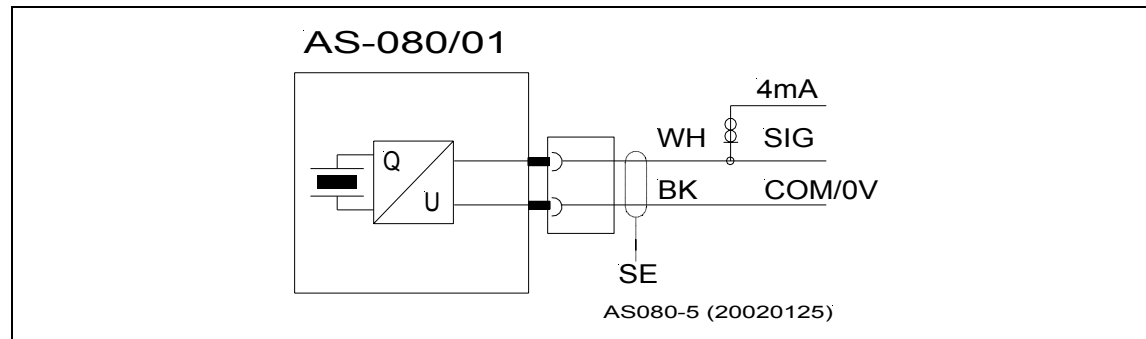 AS-080/01
4mA
WH SIG
Q
BK COM/0V
U
SE
AS080-5 (20020125)